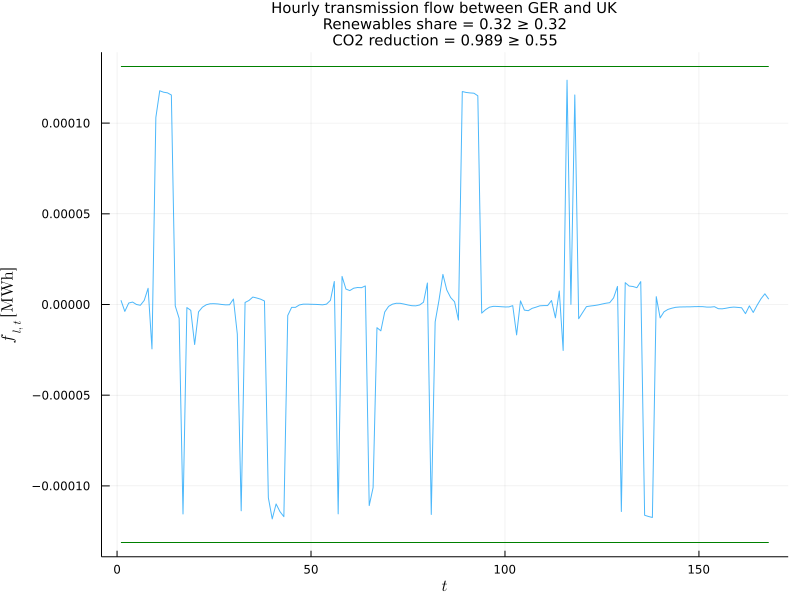 Hourly transmission flow between GER and UK
Renewables share = 0.32 ≥ 0.32
CO2 reduction = 0.989 ≥ 0.55
0.00010
0.00005
0.00000
−0.00005
−0.00010
f l,t [MWh]
0 50 100 150
t